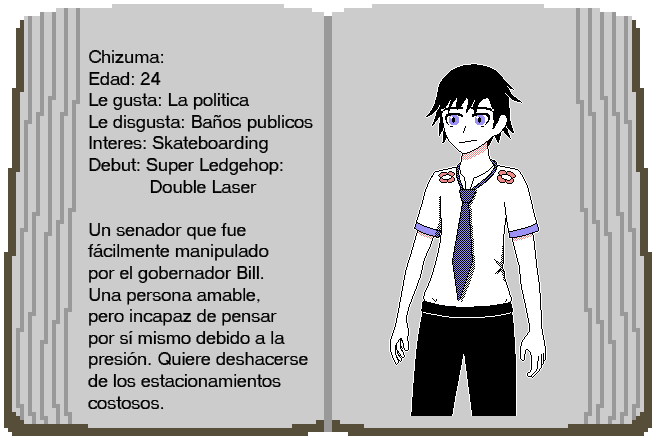 Chizuma:
Edad: 24
Le gusta: La politica
Le disgusta: Baños publicos
Interes: Skateboarding
Debut: Super Ledgehop:
Double Laser
Un senador que fue
fácilmente manipulado
por el gobernador Bill.
Una persona amable,
pero incapaz de pensar
por sí mismo debido a la
presión. Quiere deshacerse
de los estacionamientos
costosos.